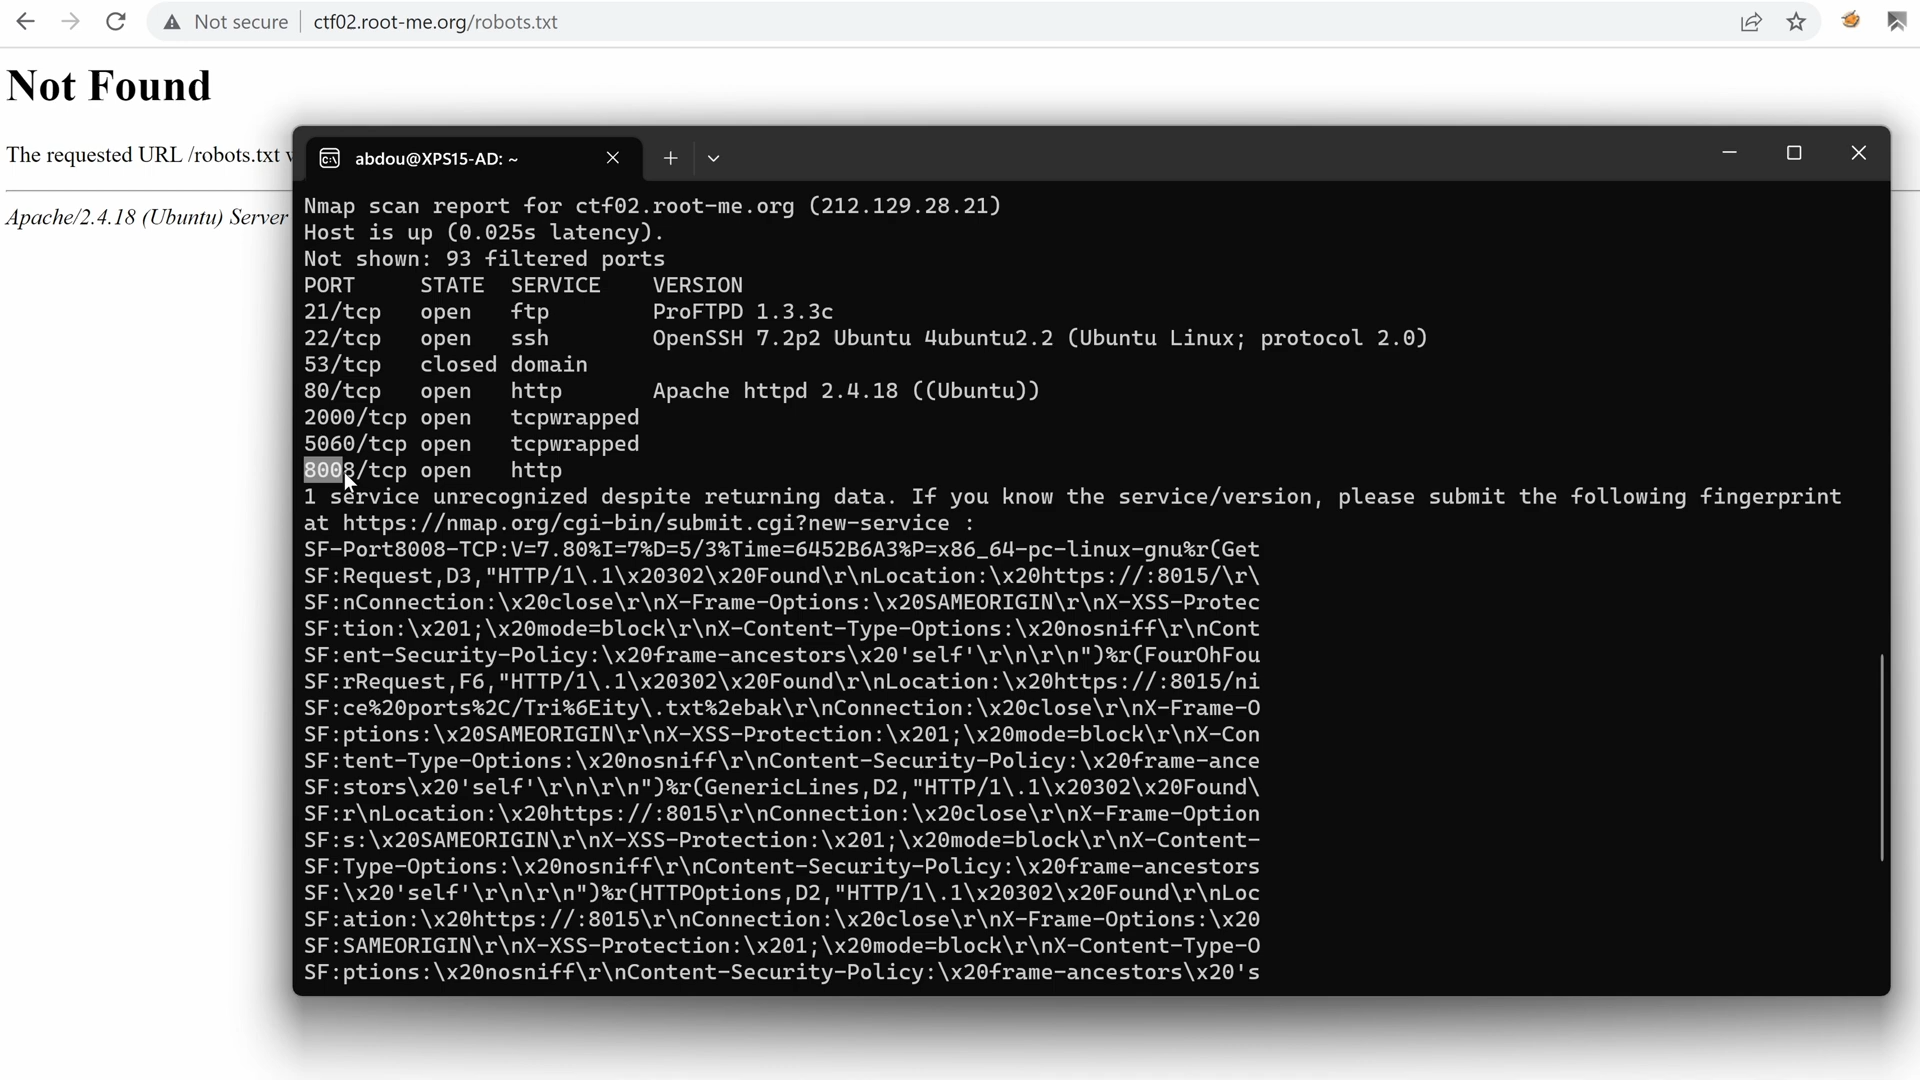 Not secure
ctf02.root-me.org/robots.txt
Not Found
The requested URL /robots.txt
Apache/2.4.18 (Ubuntu) Server
abdou@XPS15-AD: ~
Nmap scan report for ctf02.root-me.org (212.129.28.21)
Host is up (0.025s latency).
Not shown: 93 filtered ports
PORT STATE SERVICE VERSION
21/tcp open ftp ProFTPD 1.3.3c
22/tcp open ssh OpenSSH 7.2p2 Ubuntu 4ubuntu2.2 (Ubuntu Linux; protocol 2.0)
53/tcp closed domain
80/tcp open http Apache httpd 2.4.18 ((Ubuntu))
2000/tcp open tcpwrapped
5060/tcp open tcpwrapped
8008/tcp open http
1 service unrecognized despite returning data. If you know the service/version, please submit the following fingerprint
at https://nmap.org/cgi-bin/submit.cgi?new-service :
SF-Port8008-TCP:V=7.80%I=7%D=5/3%Time=6452B6A3%P=x86_64-pc-linux-gnu%r(Get
SF:Request,D3,"HTTP/1\.1\x20302\x20Found\r\nLocation:\x20https://:8015/\r\
SF:nConnection:\x20close\r\nX-Frame-Options:\x20SAMEORIGIN\r\nX-XSS-Protec
SF:tion:\x201;\x20mode=block\r\nX-Content-Type-Options:\x20nosniff\r\nCont
SF:ent-Security-Policy:\x20frame-ancestors\x20'self'\r\n\r\n")%r(FourOhFou
SF:rRequest,F6,"HTTP/1\.1\x20302\x20Found\r\nLocation:\x20https://:8015/ni
SF:ce%20ports%2C/Tri%6Eity\.txt%2ebak\r\nConnection:\x20close\r\nX-Frame-O
SF:ptions:\x20SAMEORIGIN\r\nX-XSS-Protection:\x201;\x20mode=block\r\nX-Con
SF:tent-Type-Options:\x20nosniff\r\nContent-Security-Policy:\x20frame-ance
SF:stors\x20'self'\r\n\r\n")%r(GenericLines,D2,"HTTP/1\.1\x20302\x20Found\
SF:r\nLocation:\x20https://:8015\r\nConnection:\x20close\r\nX-Frame-Option
SF:s:\x20SAMEORIGIN\r\nX-XSS-Protection:\x201;\x20mode=block\r\nX-Content-
SF:Type-Options:\x20nosniff\r\nContent-Security-Policy:\x20frame-ancestors
SF:\x20'self'\r\n\r\n")%r(HTTPOptions,D2,"HTTP/1\.1\x20302\x20Found\r\nLoc
SF:ation:\x20https://:8015\r\nConnection:\x20close\r\nX-Frame-Options:\x20
SF:SAMEORIGIN\r\nX-XSS-Protection:\x201;\x20mode=block\r\nX-Content-Type-O
SF:ptions:\x20nosniff\r\nContent-Security-Policy:\x20frame-ancestors\x20's